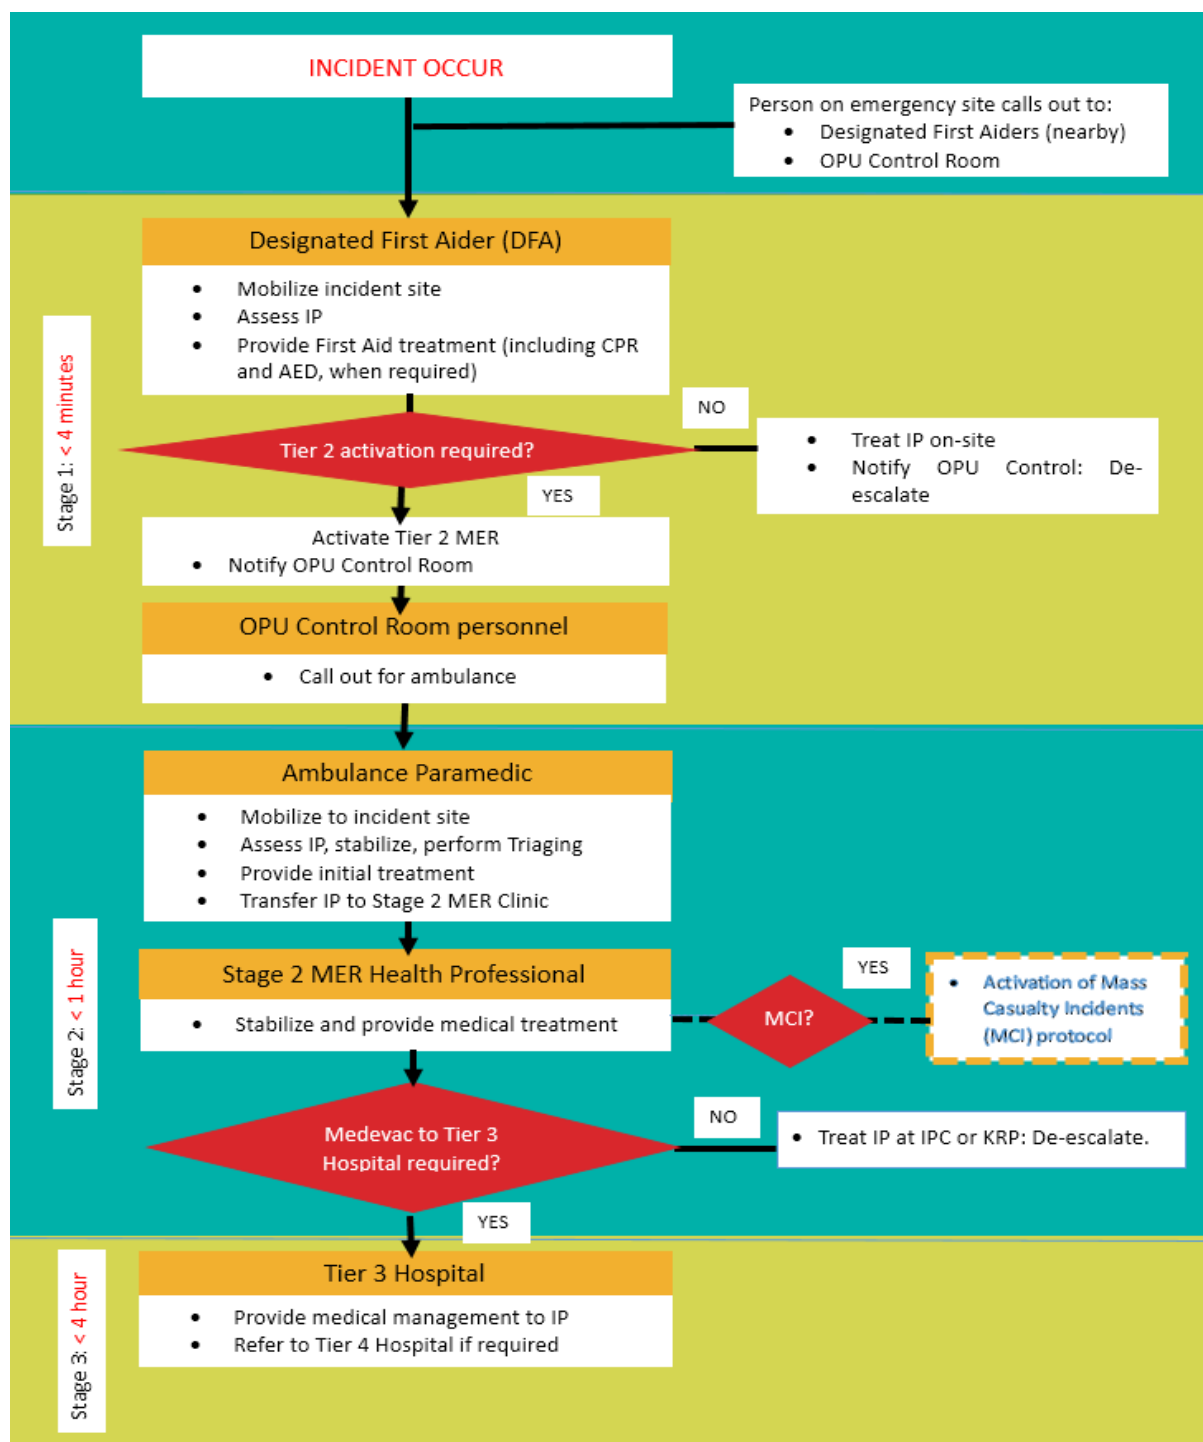 INCIDENT OCCUR
Person on emergency site calls out to:
• Designated First Aiders (nearby)
• OPU Control Room
Stage 1: < 4 minutes
Designated First Aider (DFA)
• Mobilize incident site
• Assess IP
• Provide First Aid treatment (including CPR
and AED, when required)
Tier 2 activation required?
NO
• Treat IP on-site
• Notify OPU Control: De-
escalate
YES
Activate Tier 2 MER
• Notify OPU Control Room
OPU Control Room personnel
• Call out for ambulance
Stage 2: < 1 hour
Ambulance Paramedic
• Mobilize to incident site
• Assess IP, stabilize, perform Triaging
• Provide initial treatment
• Transfer IP to Stage 2 MER Clinic
Stage 2 MER Health Professional
• Stabilize and provide medical treatment
MCI?
YES
• Activation of Mass
Casualty Incidents
(MCI) protocol
Medevac to Tier 3
Hospital required?
NO
• Treat IP at IPC or KRP: De-escalate.
YES
Stage 3: < 4 hour
Tier 3 Hospital
• Provide medical management to IP
• Refer to Tier 4 Hospital if required